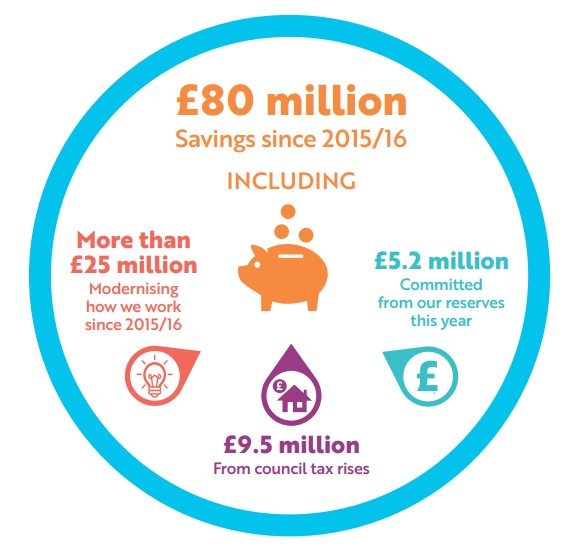 £80 million
Savings since 2015/16
INCLUDING
More than
£25 million
Modernising
how we work
since 2015/16
£5.2 million
Committed
from our reserves
this year
£
£
£9.5 million
From council tax rises